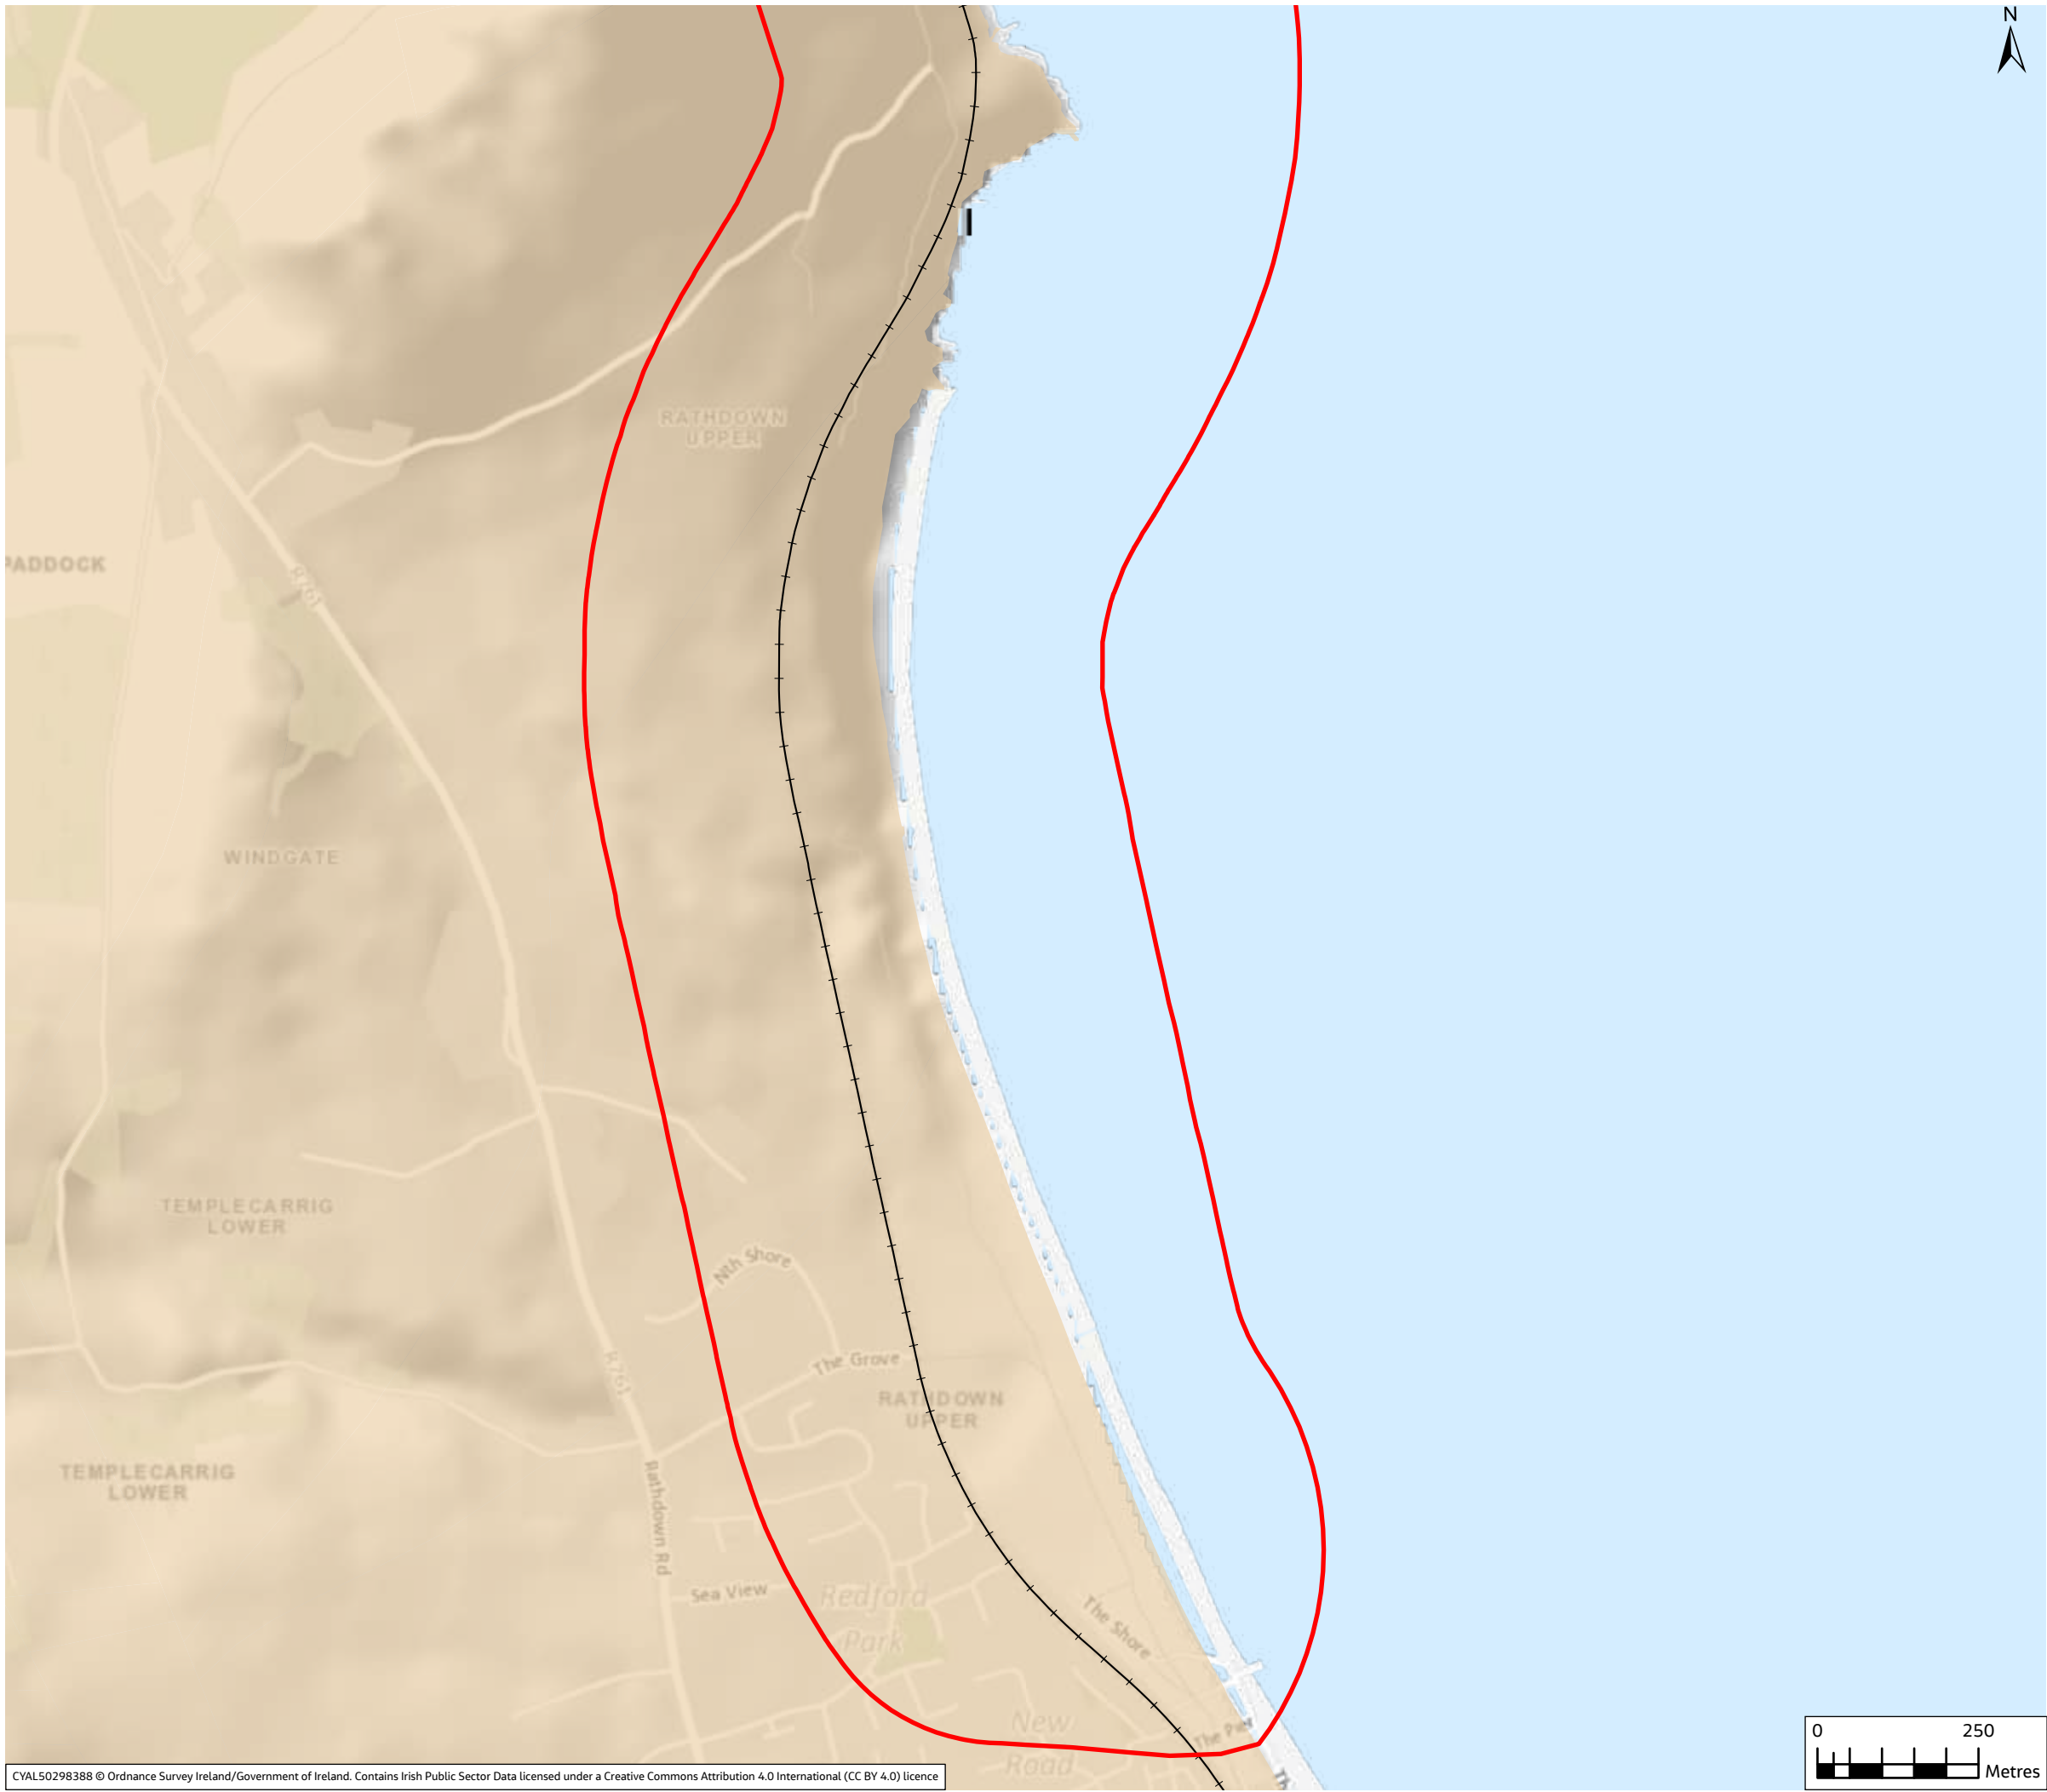 N
RATHDOWN
UPPER
PADDOCK
R761
WINDGATE
TEMPLECARRIG
LOWER
Nth Shore
The Grove
R761
RATHDOWN
UPPER
TEMPLECARRIG
LOWER
Rathdown Rd
Sea View
Redford
Park
The Shore
New
Road
The Pier
Th
0 250
Metres
CYAL50298388 © Ordnance Survey Ireland/Government of Ireland. Contains Irish Public Sector Data licensed under a Creative Commons Attribution 4.0 International (CC BY 4.0) licence